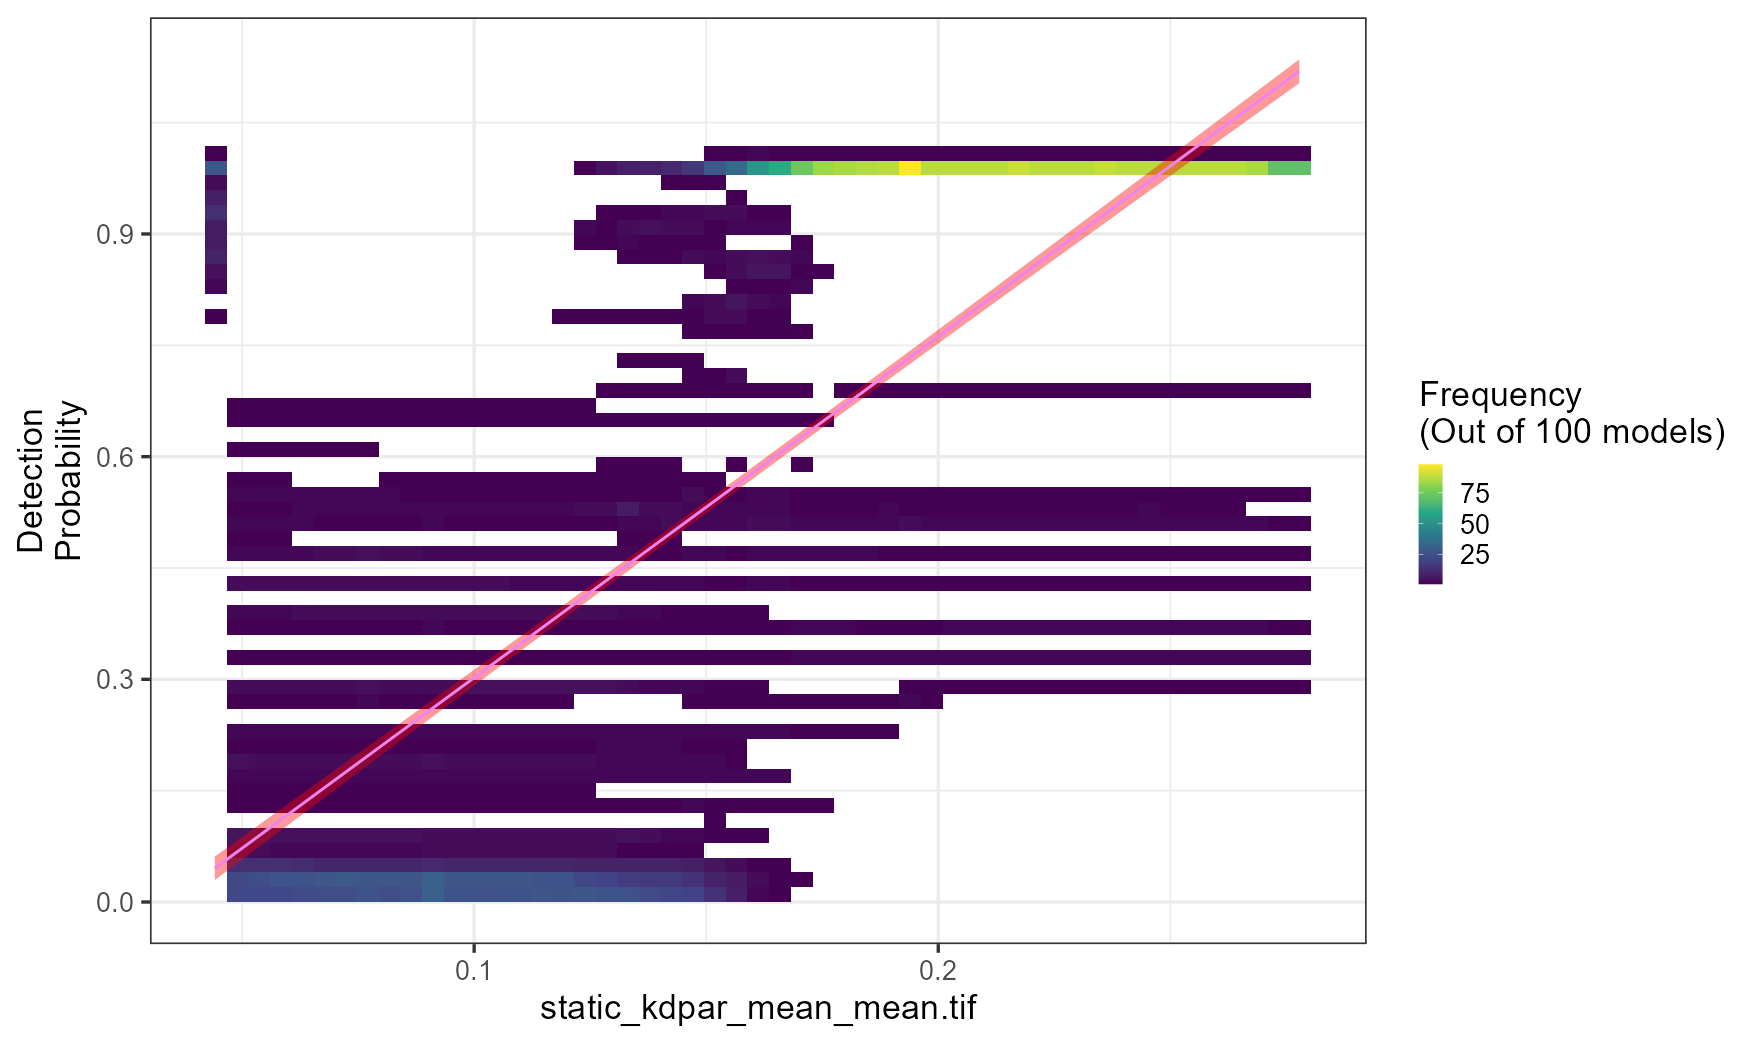 Detection
Probability
0.9
0.6
0.3
0.0
0.1
0.2
static_kdpar_mean_mean.tif
Frequency
(Out of 100 models)
75
50
25